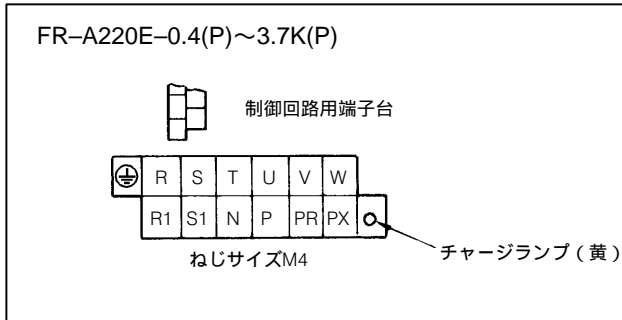 FR–A220E–0.4(P)～3.7K(P)
制御回路用端子台
R S T U V W
R1 S1 N P PR PX
チャージランプ（黄）
ねじサイズM4